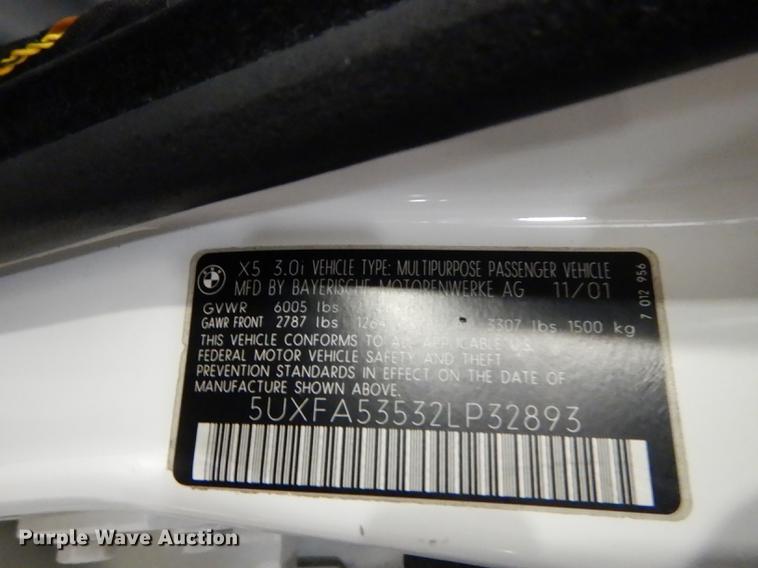 BMW
X5 3.0i VEHICLE TYPE: MULTIPURPOSE PASSENGER VEHICLE
MFD BY BAYERISCHE MOTORENWERKE AG 11/01
GVWR 6005 lbs
GAWR FRONT 2787 lbs 1264 3307 lbs 1500 kg
THIS VEHICLE CONFORMS TO ALL APPLICABLE U.S.
FEDERAL MOTOR VEHICLE SAFETY AND THEFT
PREVENTION STANDARDS IN EFFECT ON THE DATE OF
MANUFACTURE SHOWN ABOVE.
5UXFA53532LP32893
7 012 956
Purple Wave Auction